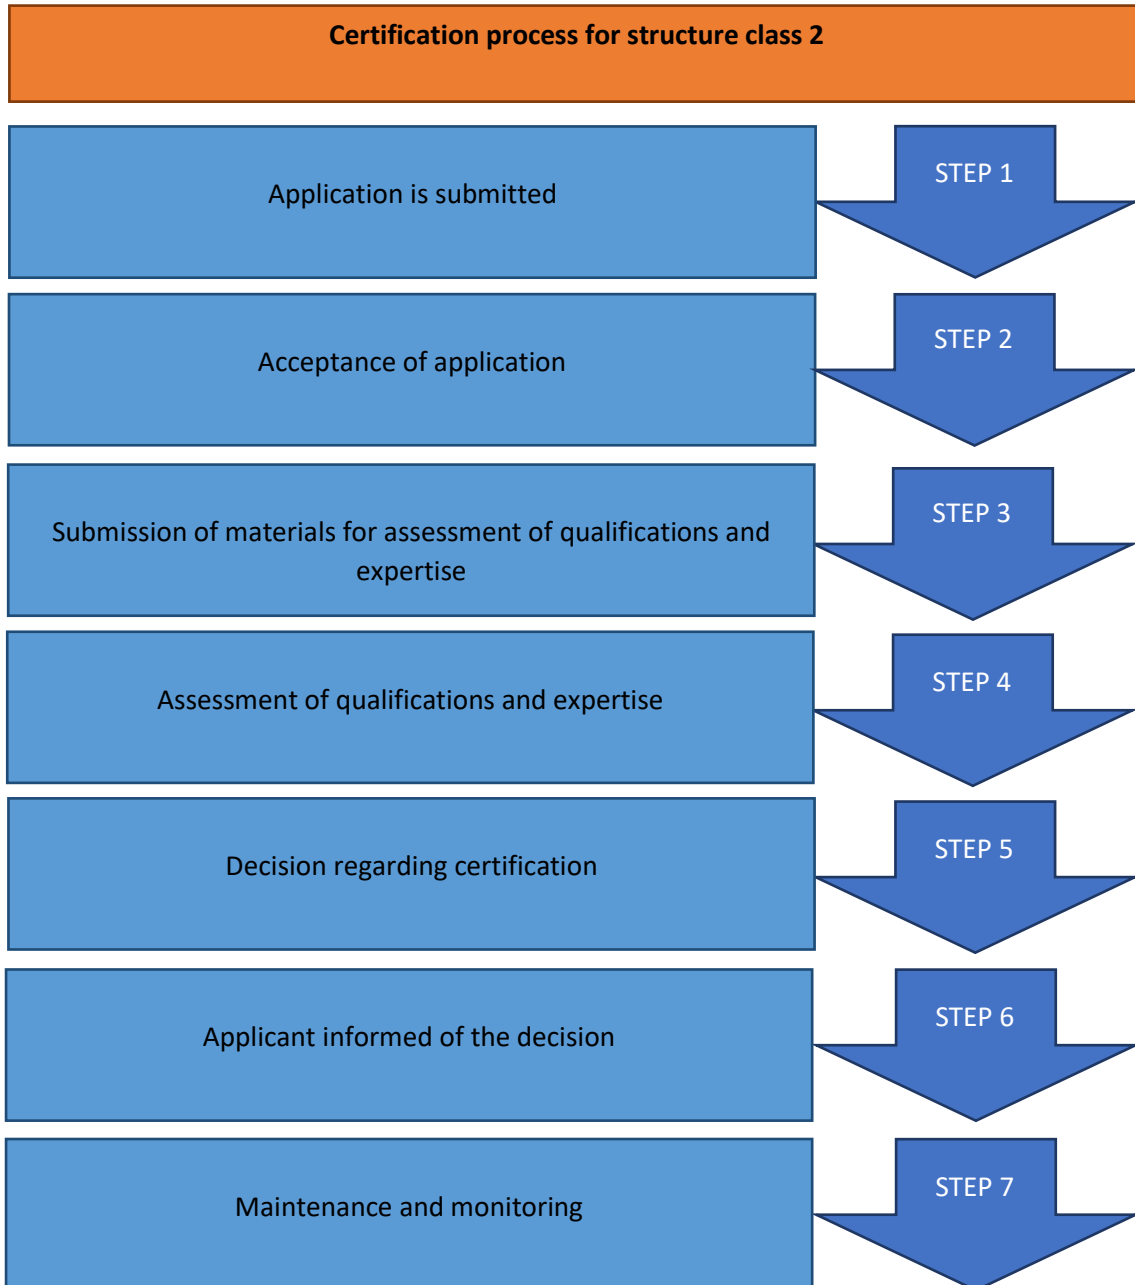 Certification process for structure class 2
Application is submitted
STEP 1
Acceptance of application
STEP 2
Submission of materials for assessment of qualifications and
expertise
STEP 3
Assessment of qualifications and expertise
STEP 4
Decision regarding certification
STEP 5
Applicant informed of the decision
STEP 6
Maintenance and monitoring
STEP 7